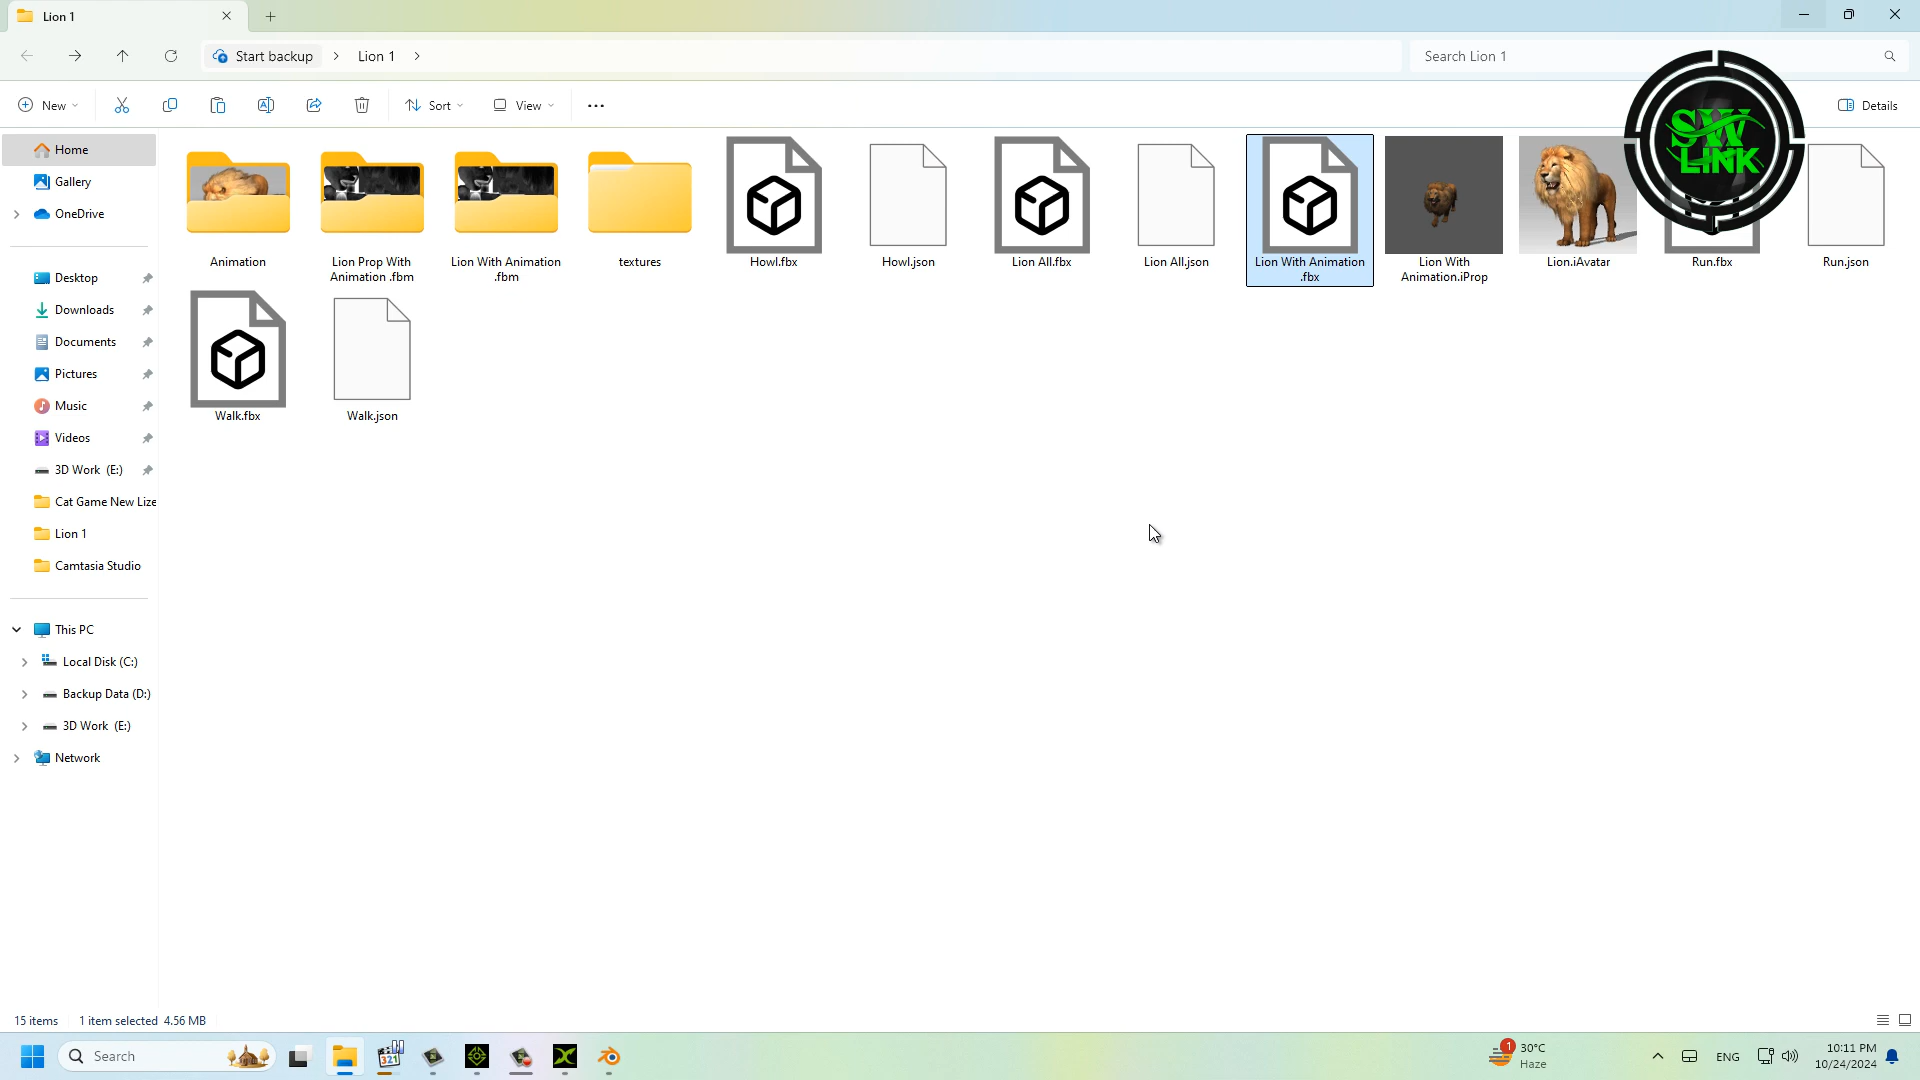 Lion 1
Start backup
Lion 1
Search Lion 1
New
Sort
View
Details
SW
LINK
Home
Gallery
OneDrive
Desktop
Downloads
Documents
Pictures
Music
Videos
3D Work (E:)
Cat Game New Lize
Lion 1
Camtasia Studio
This PC
Local Disk (C:)
Backup Data (D:)
3D Work (E:)
Network
Animation
Lion Prop With
Animation .fbm
Lion With Animation
.fbm
textures
Howl.fbx
Howl.json
Lion All.fbx
Lion All.json
Lion With Animation
.fbx
Lion With
Animation.iProp
Lion.iAvatar
Run.fbx
Run.json
Walk.fbx
Walk.json
15 items
1 item selected 4.56 MB
Search
321
1
30°C
Haze
ENG
10:11 PM
10/24/2024